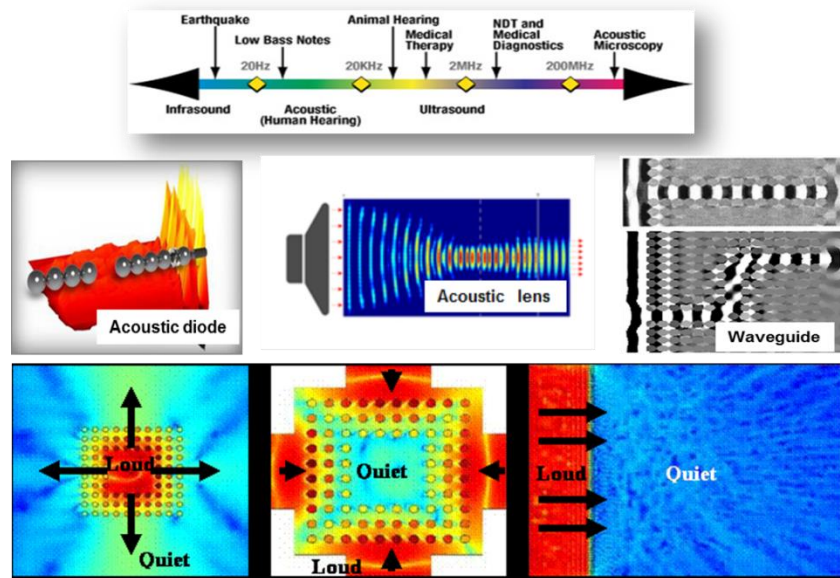 Earthquake
Low Bass Notes
Animal Hearing
Medical
Therapy
NDT and
Medical
Diagnostics
Acoustic
Microscopy
20Hz
20KHz
2MHz
200MHz
Infrasound
Acoustic
(Human Hearing)
Ultrasound
Acoustic diode
Acoustic lens
Waveguide
Loud
Quiet
Quiet
Loud
Loud
Quiet